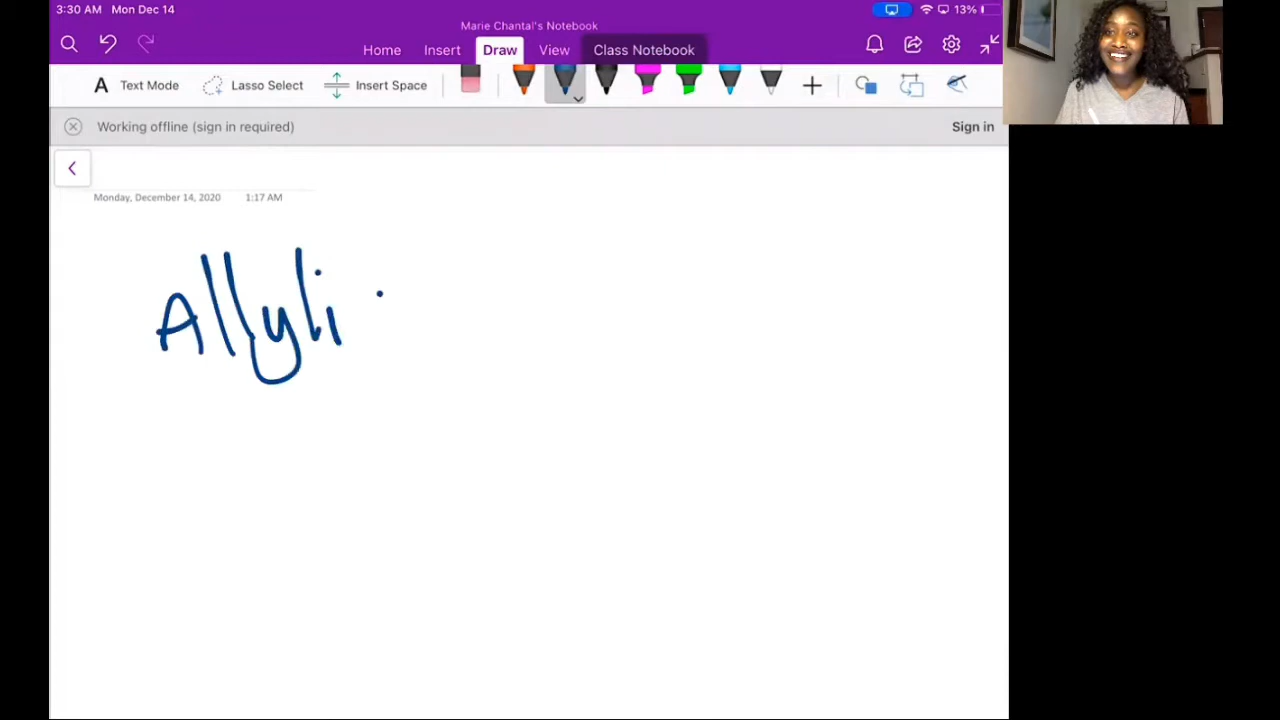 3:30 AM Mon Dec 14
13%
Marie Chantal's Notebook
Home Insert Draw View Class Notebook
A Text Mode Lasso Select Insert Space
Working offline (sign in required) Sign in
Monday, December 14, 2020 1:17 AM
Allyli